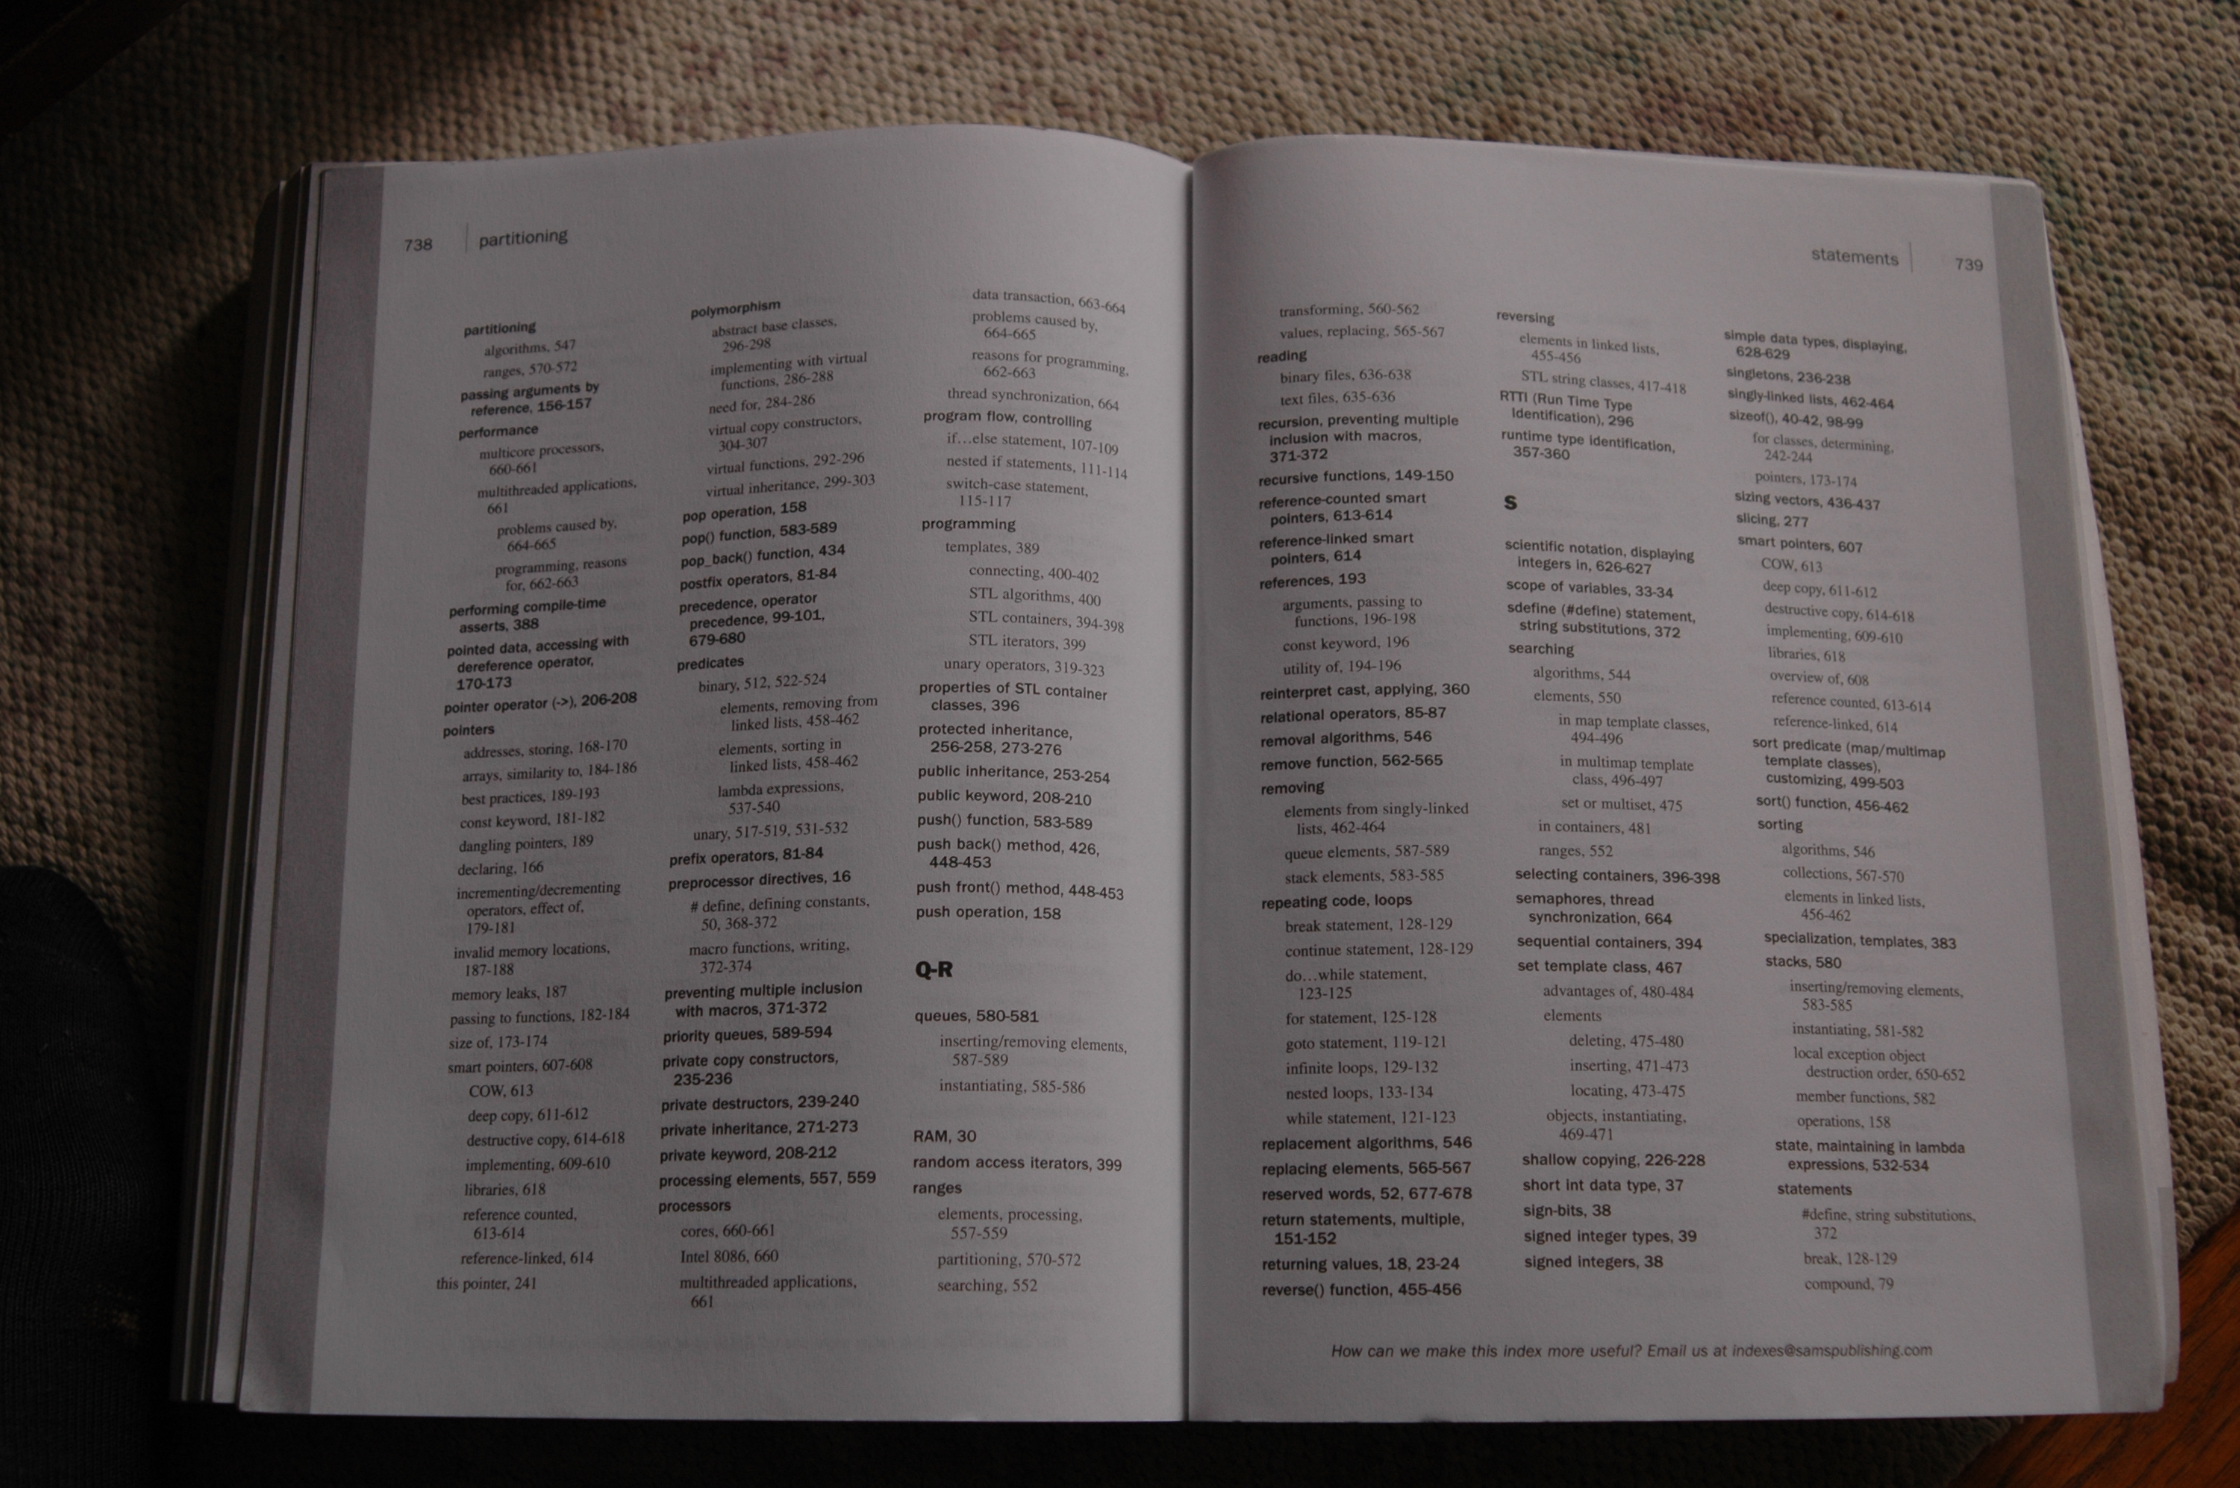 738 partitioning
partitioning
algorithms, 547
ranges, 570-572
passing arguments by
reference, 156-157
performance
multicore processors,
660-661
multithreaded applications,
661
problems caused by,
664-665
programming, reasons
for, 662-663
performing compile-time
asserts, 388
pointed data, accessing with
dereference operator,
170-173
pointer operator (->), 206-208
pointers
addresses, storing, 168-170
arrays, similarity to, 184-186
best practices, 189-193
const keyword, 181-182
dangling pointers, 189
declaring, 166
incrementing/decrementing
operators, effect of,
179-181
invalid memory locations,
187-188
memory leaks, 187
passing to functions, 182-184
size of, 173-174
smart pointers, 607-608
COW, 613
deep copy, 611-612
destructive copy, 614-618
implementing, 609-610
libraries, 618
reference counted,
613-614
reference-linked, 614
this pointer, 241
polymorphism
abstract base classes,
296-298
implementing with virtual
functions, 286-288
need for, 284-286
virtual copy constructors,
304-307
virtual functions, 292-296
virtual inheritance, 299-303
pop operation, 158
pop() function, 583-589
pop_back() function, 434
postfix operators, 81-84
precedence, operator
precedence, 99-101,
679-680
predicates
binary, 512, 522-524
elements, removing from
linked lists, 458-462
elements, sorting in
linked lists, 458-462
lambda expressions,
537-540
unary, 517-519, 531-532
prefix operators, 81-84
preprocessor directives, 16
# define, defining constants,
50, 368-372
macro functions, writing,
372-374
preventing multiple inclusion
with macros, 371-372
priority queues, 589-594
private copy constructors,
235-236
private destructors, 239-240
private inheritance, 271-273
private keyword, 208-212
processing elements, 557, 559
processors
cores, 660-661
Intel 8086, 660
multithreaded applications,
661
data transaction, 663-664
problems caused by,
664-665
reasons for programming,
662-663
thread synchronization, 664
program flow, controlling
if...else statement, 107-109
nested if statements, 111-114
switch-case statement,
115-117
programming
templates, 389
connecting, 400-402
STL algorithms, 400
STL containers, 394-398
STL iterators, 399
unary operators, 319-323
properties of STL container
classes, 396
protected inheritance,
256-258, 273-276
public inheritance, 253-254
public keyword, 208-210
push() function, 583-589
push back() method, 426,
448-453
push front() method, 448-453
push operation, 158
Q-R
queues, 580-581
inserting/removing elements,
587-589
instantiating, 585-586
RAM, 30
random access iterators, 399
ranges
elements, processing,
557-559
partitioning, 570-572
searching, 552
statements 739
transforming, 560-562
values, replacing, 565-567
reading
binary files, 636-638
text files, 635-636
recursion, preventing multiple
inclusion with macros,
371-372
recursive functions, 149-150
reference-counted smart
pointers, 613-614
reference-linked smart
pointers, 614
references, 193
arguments, passing to
functions, 196-198
const keyword, 196
utility of, 194-196
reinterpret cast, applying, 360
relational operators, 85-87
removal algorithms, 546
remove function, 562-565
removing
elements from singly-linked
lists, 462-464
queue elements, 587-589
stack elements, 583-585
repeating code, loops
break statement, 128-129
continue statement, 128-129
do...while statement,
123-125
for statement, 125-128
goto statement, 119-121
infinite loops, 129-132
nested loops, 133-134
while statement, 121-123
replacement algorithms, 546
replacing elements, 565-567
reserved words, 52, 677-678
return statements, multiple,
151-152
returning values, 18, 23-24
reverse() function, 455-456
reversing
elements in linked lists,
455-456
STL string classes, 417-418
RTTI (Run Time Type
Identification), 296
runtime type identification,
357-360
S
scientific notation, displaying
integers in, 626-627
scope of variables, 33-34
sdefine (#define) statement,
string substitutions, 372
searching
algorithms, 544
elements, 550
in map template classes,
494-496
in multimap template
class, 496-497
set or multiset, 475
in containers, 481
ranges, 552
selecting containers, 396-398
semaphores, thread
synchronization, 664
sequential containers, 394
set template class, 467
advantages of, 480-484
elements
deleting, 475-480
inserting, 471-473
locating, 473-475
objects, instantiating,
469-471
shallow copying, 226-228
short int data type, 37
sign-bits, 38
signed integer types, 39
signed integers, 38
simple data types, displaying,
628-629
singletons, 236-238
singly-linked lists, 462-464
sizeof(), 40-42, 98-99
for classes, determining,
242-244
pointers, 173-174
sizing vectors, 436-437
slicing, 277
smart pointers, 607
COW, 613
deep copy, 611-612
destructive copy, 614-618
implementing, 609-610
libraries, 618
overview of, 608
reference counted, 613-614
reference-linked, 614
sort predicate (map/multimap
template classes),
customizing, 499-503
sort() function, 456-462
sorting
algorithms, 546
collections, 567-570
elements in linked lists,
456-462
specialization, templates, 383
stacks, 580
inserting/removing elements,
583-585
instantiating, 581-582
local exception object
destruction order, 650-652
member functions, 582
operations, 158
state, maintaining in lambda
expressions, 532-534
statements
#define, string substitutions,
372
break, 128-129
compound, 79
How can we make this index more useful? Email us at indexes@samspublishing.com